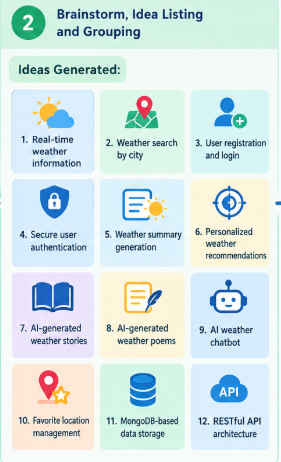 2
Brainstorm, Idea Listing
and Grouping
Ideas Generated:
1. Real-time
weather
information
2. Weather search
by city
3. User registration
and login
4. Secure user
authentication
5. Weather summary
generation
6. Personalized
weather
recommendations
7. AI-generated
weather stories
8. AI-generated
weather poems
9. AI weather
chatbot
10. Favorite location
management
11. MongoDB-based
data storage
API
12. RESTful API
architecture